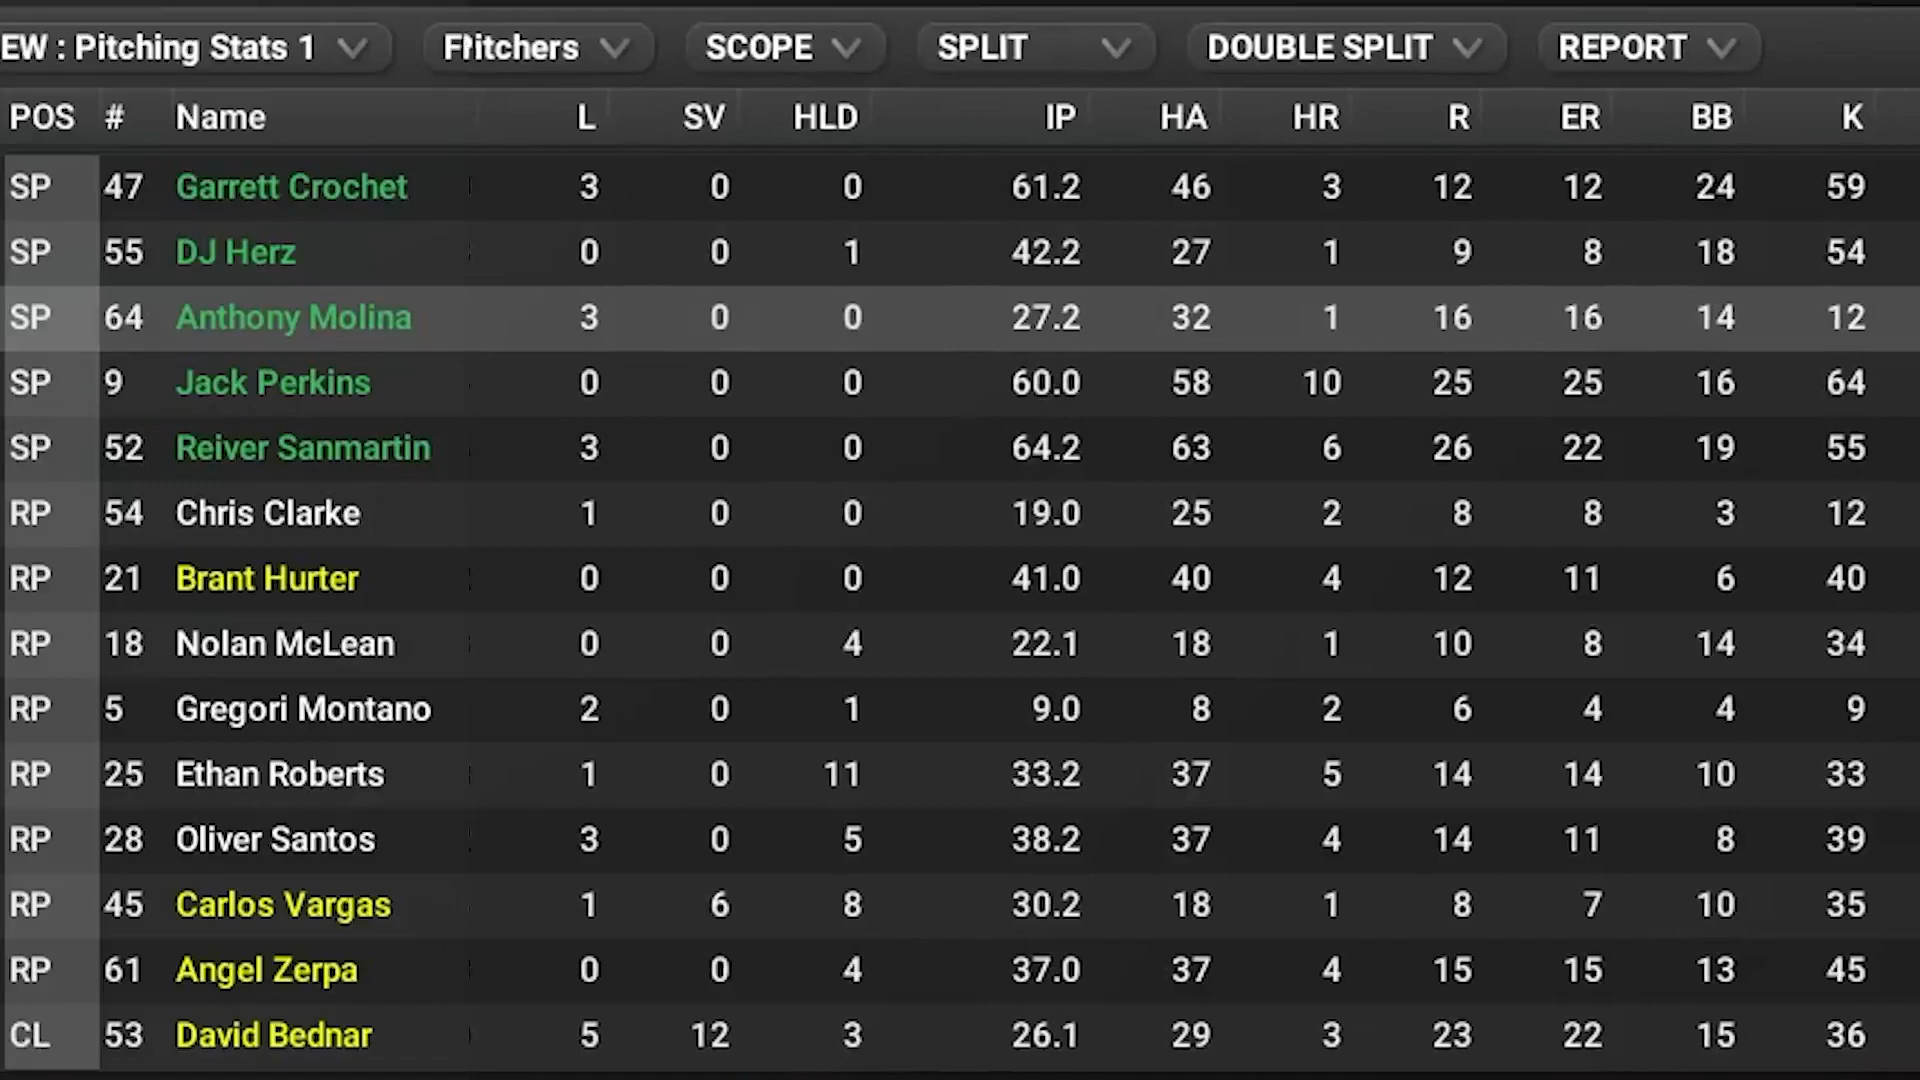 EW : Pitching Stats 1 Flitchers SCOPE SPLIT DOUBLE SPLIT REPORT
POS # Name L SV HLD IP HA HR R ER BB K
SP 47 Garrett Crochet 3 0 0 61.2 46 3 12 12 24 59
SP 55 DJ Herz 0 0 1 42.2 27 1 9 8 18 54
SP 64 Anthony Molina 3 0 0 27.2 32 1 16 16 14 12
SP 9 Jack Perkins 0 0 0 60.0 58 10 25 25 16 64
SP 52 Reiver Sanmartin 3 0 0 64.2 63 6 26 22 19 55
RP 54 Chris Clarke 1 0 0 19.0 25 2 8 8 3 12
RP 21 Brant Hurter 0 0 0 41.0 40 4 12 11 6 40
RP 18 Nolan McLean 0 0 4 22.1 18 1 10 8 14 34
RP 5 Gregori Montano 2 0 1 9.0 8 2 6 4 4 9
RP 25 Ethan Roberts 1 0 11 33.2 37 5 14 14 10 33
RP 28 Oliver Santos 3 0 5 38.2 37 4 14 11 8 39
RP 45 Carlos Vargas 1 6 8 30.2 18 1 8 7 10 35
RP 61 Angel Zerpa 0 0 4 37.0 37 4 15 15 13 45
CL 53 David Bednar 5 12 3 26.1 29 3 23 22 15 36